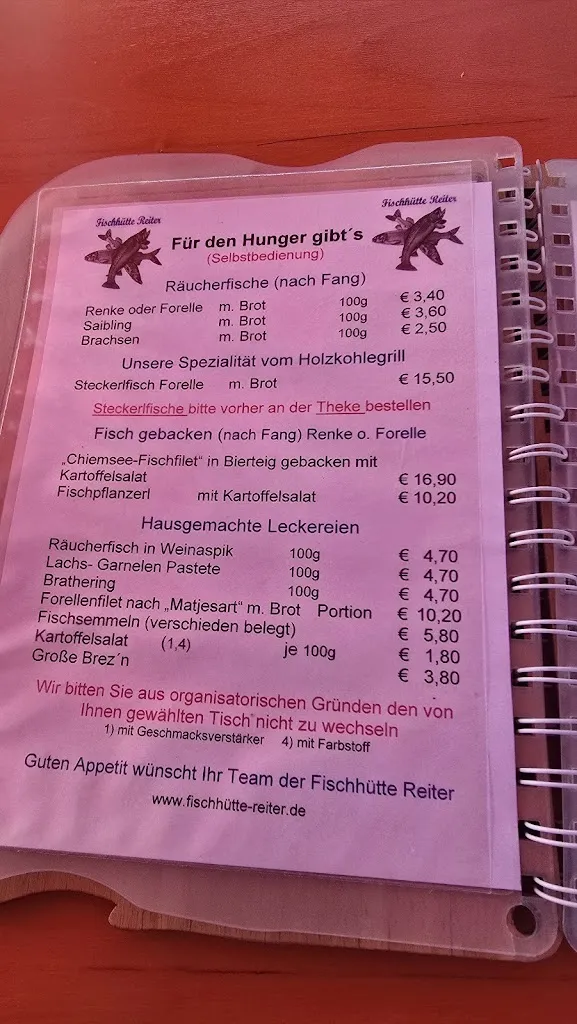 Fischhütte Reiter
Fischhütte Reiter
Für den Hunger gibt´s
(Selbstbedienung)
Räucherfische (nach Fang)
Renke oder Forelle m. Brot 100g € 3,40
Saibling m. Brot 100g € 3,60
Brachsen m. Brot 100g € 2,50
Unsere Spezialität vom Holzkohlegrill
Steckerlfisch Forelle m. Brot € 15,50
Steckerlfische bitte vorher an der Theke bestellen
Fisch gebacken (nach Fang) Renke o. Forelle
„Chiemsee-Fischfilet“ in Bierteig gebacken mit
Kartoffelsalat € 16,90
Fischpflanzerl mit Kartoffelsalat € 10,20
Hausgemachte Leckereien
Räucherfisch in Weinaspik 100g € 4,70
Lachs- Garnelen Pastete 100g € 4,70
Brathering 100g € 4,70
Forellenfilet nach „Matjesart“ m. Brot Portion € 10,20
Fischsemmeln (verschieden belegt) € 5,80
Kartoffelsalat (1,4) je 100g € 1,80
Große Brez´n € 3,80
Wir bitten Sie aus organisatorischen Gründen den von
Ihnen gewählten Tisch nicht zu wechseln
1) mit Geschmacksverstärker 4) mit Farbstoff
Guten Appetit wünscht Ihr Team der Fischhütte Reiter
www.fischhütte-reiter.de